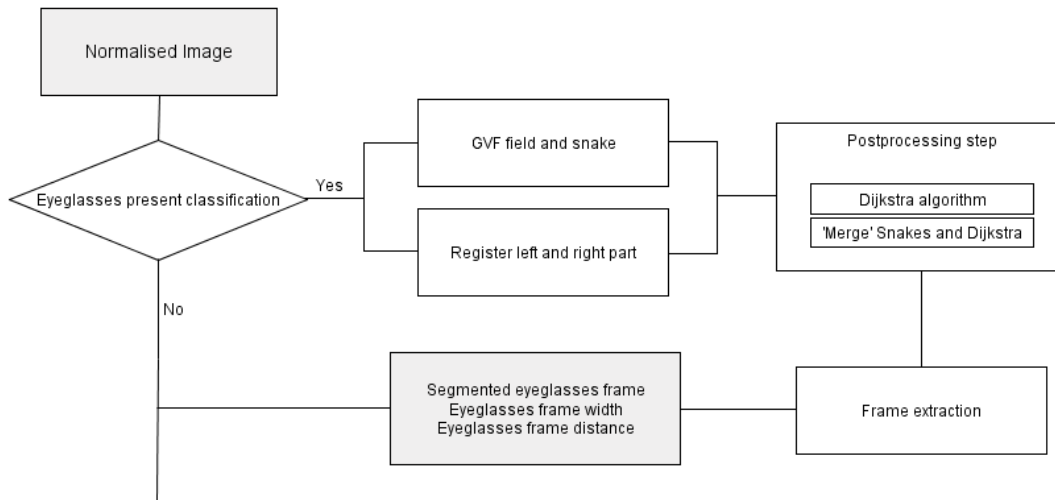 Normalised Image
Eyeglasses present classification
Yes
No
GVF field and snake
Register left and right part
Postprocessing step
Dijkstra algorithm
'Merge' Snakes and Dijkstra
Frame extraction
Segmented eyeglasses frame
Eyeglasses frame width
Eyeglasses frame distance